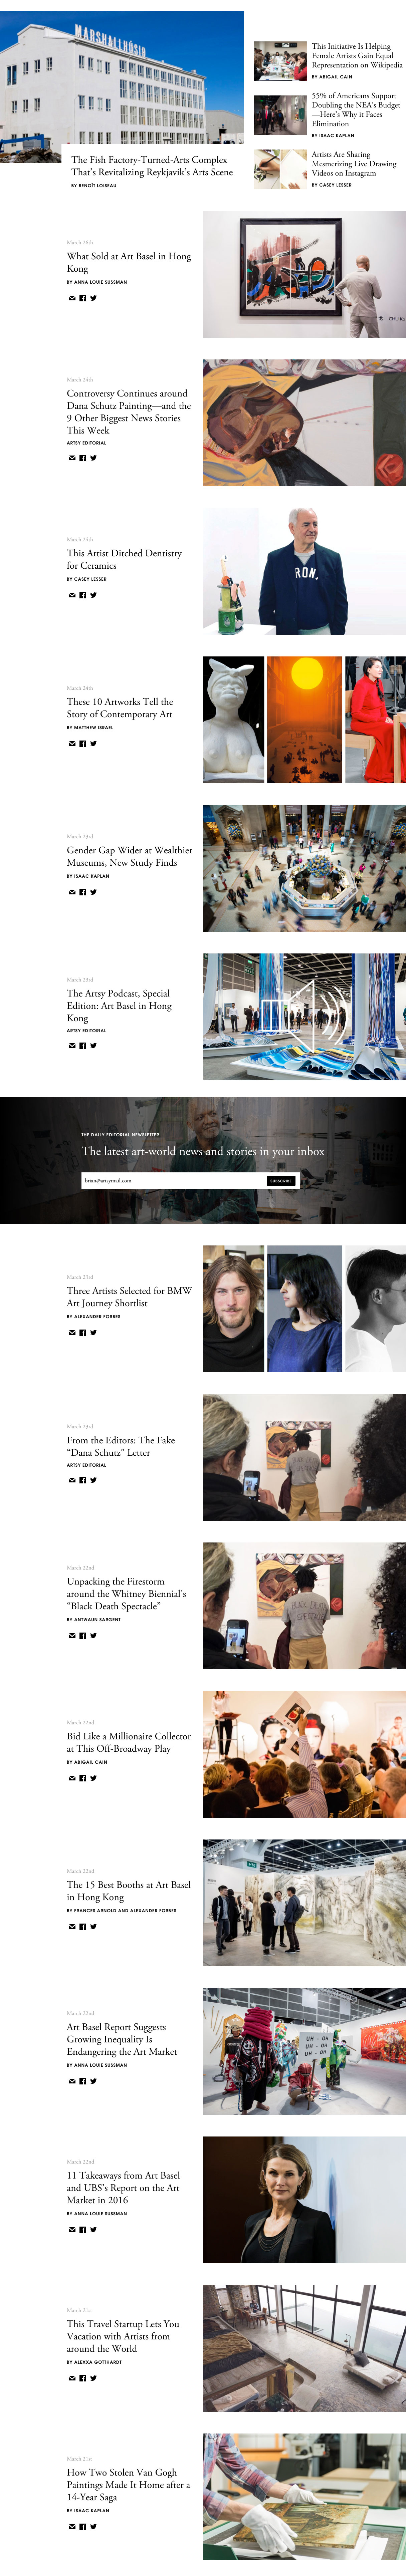 MARSHALLHÚSIÐ
The Fish Factory-Turned-Arts Complex
That's Revitalizing Reykjavík's Arts Scene
BY BENOÎT LOISEAU
This Initiative Is Helping
Female Artists Gain Equal
Representation on Wikipedia
BY ABIGAIL CAIN
55% of Americans Support
Doubling the NEA's Budget
—Here's Why it Faces
Elimination
BY ISAAC KAPLAN
Artists Are Sharing
Mesmerizing Live Drawing
Videos on Instagram
BY CASEY LESSER
March 26th
What Sold at Art Basel in Hong
Kong
BY ANNA LOUIE SUSSMAN
March 24th
Controversy Continues around
Dana Schutz Painting—and the
9 Other Biggest News Stories
This Week
ARTSY EDITORIAL
March 24th
This Artist Ditched Dentistry
for Ceramics
BY CASEY LESSER
RON.
March 24th
These 10 Artworks Tell the
Story of Contemporary Art
BY MATTHEW ISRAEL
March 23rd
Gender Gap Wider at Wealthier
Museums, New Study Finds
BY ISAAC KAPLAN
March 23rd
The Artsy Podcast, Special
Edition: Art Basel in Hong
Kong
ARTSY EDITORIAL
THE DAILY EDITORIAL NEWSLETTER
The latest art-world news and stories in your inbox
brian@artsymail.com
SUBSCRIBE
March 23rd
Three Artists Selected for BMW
Art Journey Shortlist
BY ALEXANDER FORBES
March 23rd
From the Editors: The Fake
“Dana Schutz” Letter
ARTSY EDITORIAL
March 22nd
Unpacking the Firestorm
around the Whitney Biennial's
“Black Death Spectacle”
BY ANTWAUN SARGENT
BLACK DEATH
SPECTACLE
March 22nd
Bid Like a Millionaire Collector
at This Off-Broadway Play
BY ABIGAIL CAIN
March 22nd
The 15 Best Booths at Art Basel
in Hong Kong
BY FRANCES ARNOLD AND ALEXANDER FORBES
March 22nd
Art Basel Report Suggests
Growing Inequality Is
Endangering the Art Market
BY ANNA LOUIE SUSSMAN
UH-OH
UH-OH
UH-OH
March 22nd
11 Takeaways from Art Basel
and UBS's Report on the Art
Market in 2016
BY ANNA LOUIE SUSSMAN
March 21st
This Travel Startup Lets You
Vacation with Artists from
around the World
BY ALEXXA GOTTHARDT
March 21st
How Two Stolen Van Gogh
Paintings Made It Home after a
14-Year Saga
BY ISAAC KAPLAN